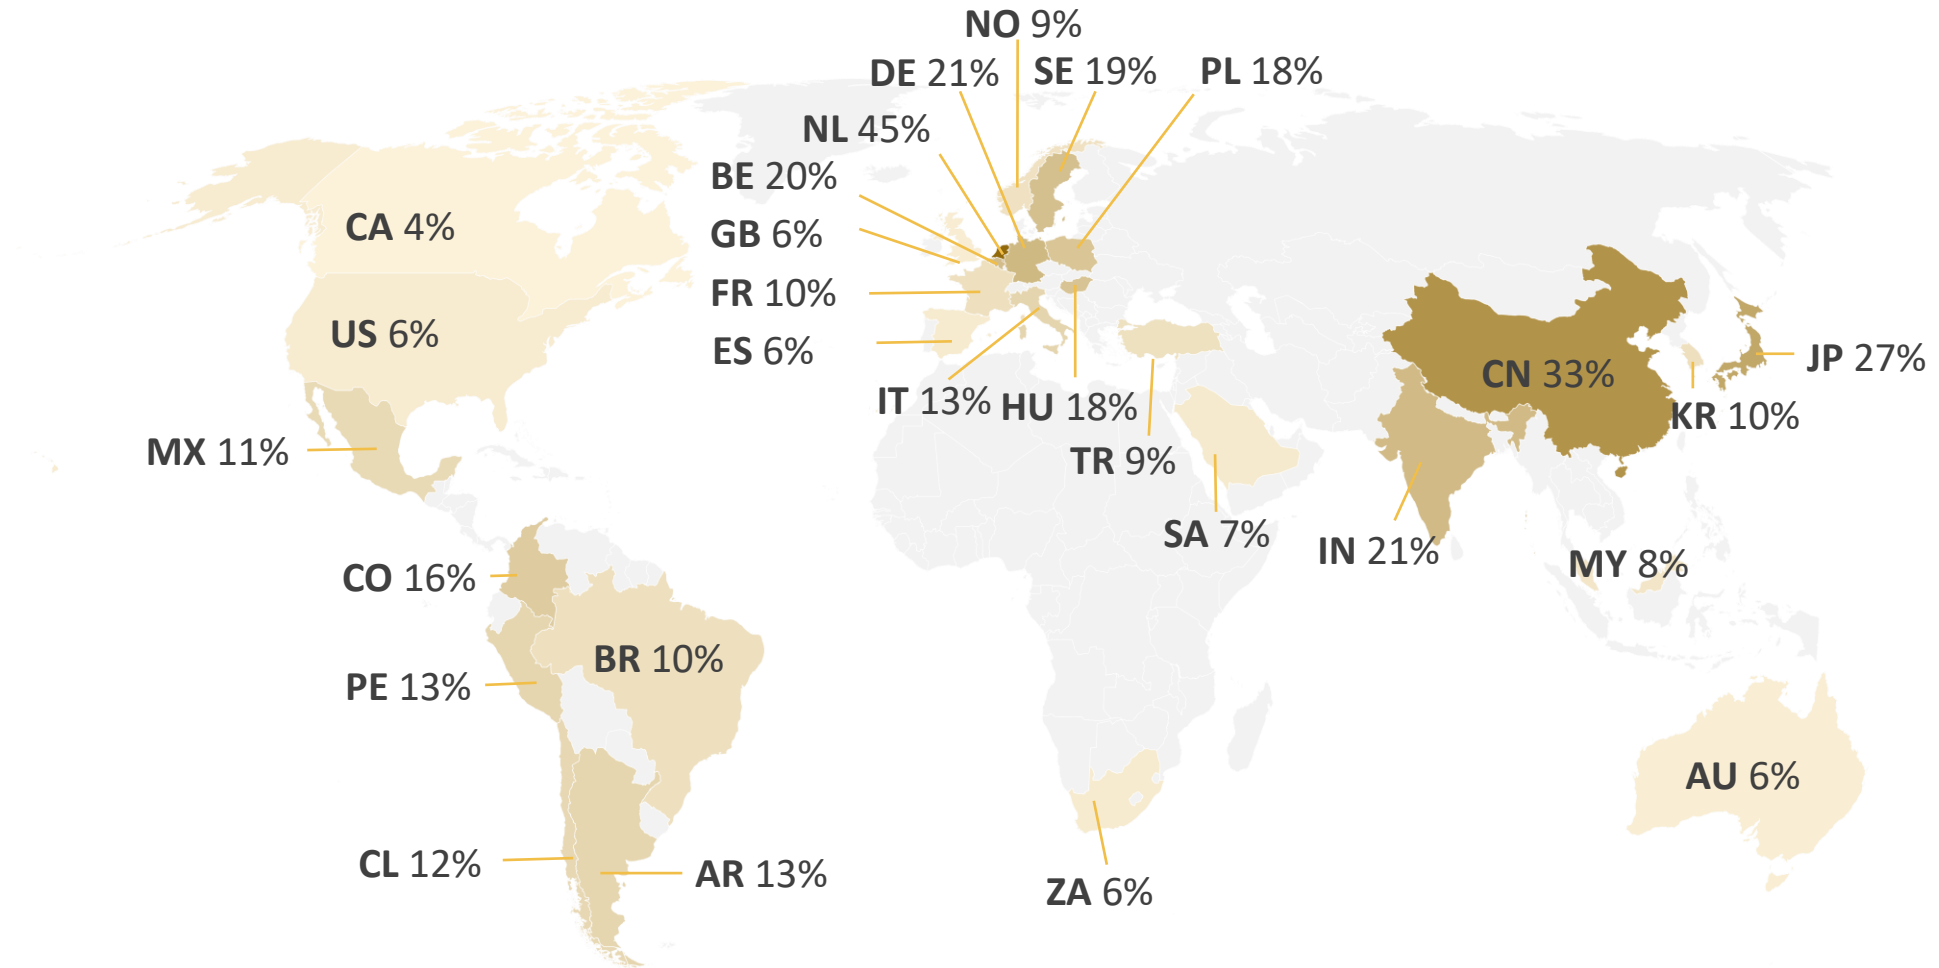 NO 9%
DE 21%
SE 19%
PL 18%
NL 45%
BE 20%
CA 4%
GB 6%
FR 10%
US 6%
ES 6%
CN 33%
JP 27%
IT 13%
HU 18%
KR 10%
MX 11%
TR 9%
SA 7%
IN 21%
MY 8%
CO 16%
BR 10%
PE 13%
AU 6%
CL 12%
AR 13%
ZA 6%